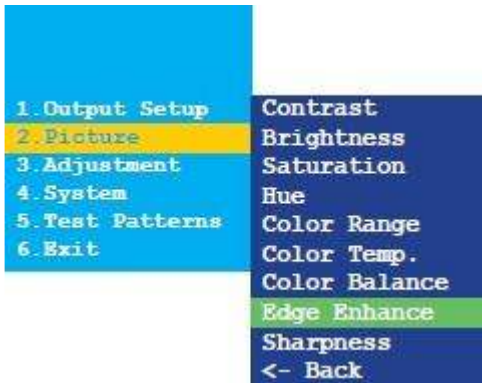 1.Output Setup
2.Picture
3.Adjustment
4.System
5.Test Patterns
6.Exit
Contrast
Brightness
Saturation
Hue
Color Range
Color Temp.
Color Balance
Edge Enhance
Sharpness
<- Back